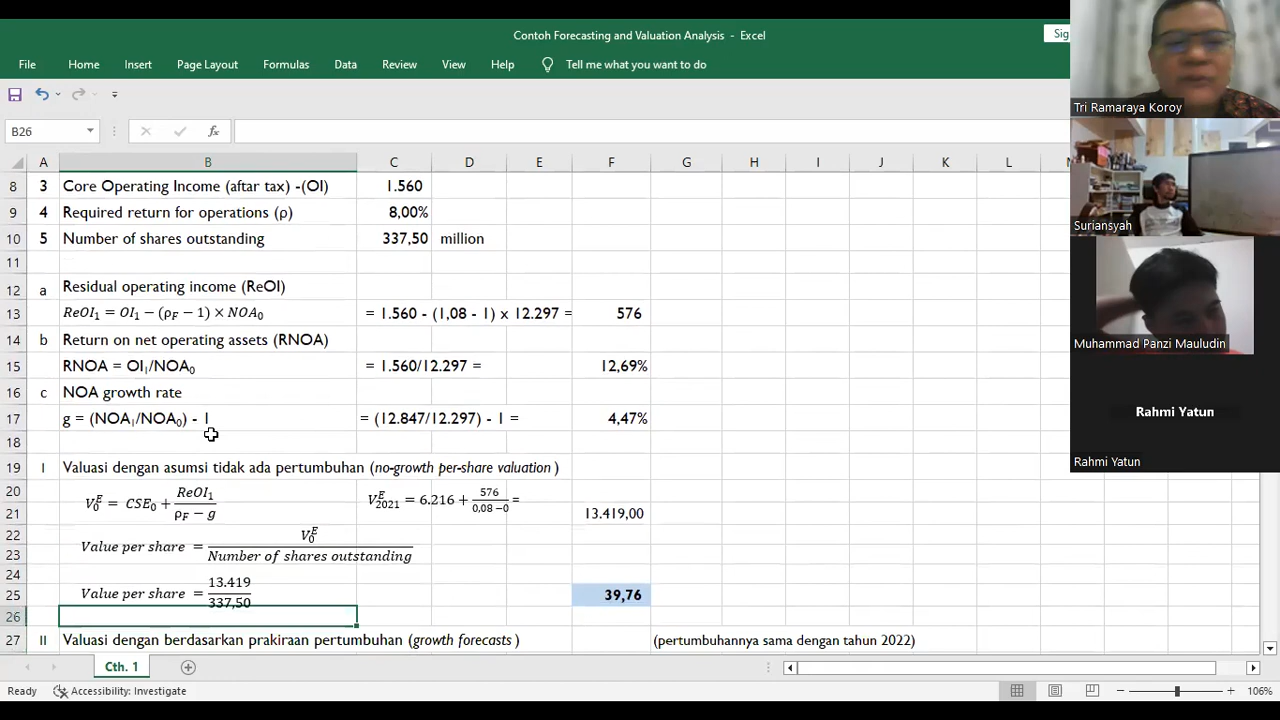 Contoh Forecasting and Valuation Analysis - Excel
Sig
File Home Insert Page Layout Formulas Data Review View Help Tell me what you want to do
B26 fx
A B C D E F G H I J K L
8 3 Core Operating Income (aftar tax) -(OI) 1.560
9 4 Required return for operations (ρ) 8,00%
10 5 Number of shares outstanding 337,50 million
11
12 a Residual operating income (ReOI)
13 ReOI₁ = OI₁ − (ρF − 1) × NOA₀ = 1.560 - (1,08 - 1) x 12.297 = 576
14 b Return on net operating assets (RNOA)
15 RNOA = OI₁/NOA₀ = 1.560/12.297 = 12,69%
16 c NOA growth rate
17 g = (NOA₁/NOA₀) - 1 = (12.847/12.297) - 1 = 4,47%
18
19 I Valuasi dengan asumsi tidak ada pertumbuhan (no-growth per-share valuation)
20
21 V₀ᴱ = CSE₀ + ReOI₁ / ρF − g V₂₀₂₁ᴱ = 6.216 + 576 / 0,08 −0 = 13.419,00
22
23 Value per share = V₀ᴱ / Number of shares outstanding
24
25 Value per share = 13.419 / 337,50 39,76
26
27 II Valuasi dengan berdasarkan prakiraan pertumbuhan (growth forecasts) (pertumbuhannya sama dengan tahun 2022)
Cth. 1
Ready Accessibility: Investigate 106%
Tri Ramaraya Koroy
Suriansyah
Muhammad Panzi Mauludin
Rahmi Yatun
Rahmi Yatun